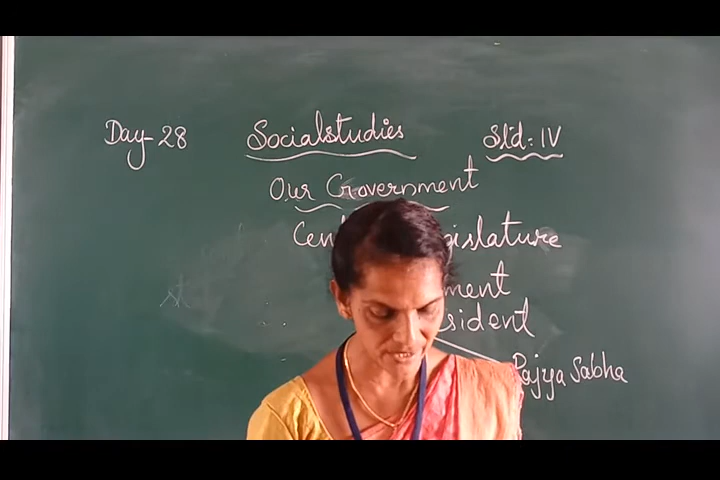 Day-28 Socialstudies Std: IV
Our Government
Cen gislature
ment
sident
Rajya Sabha